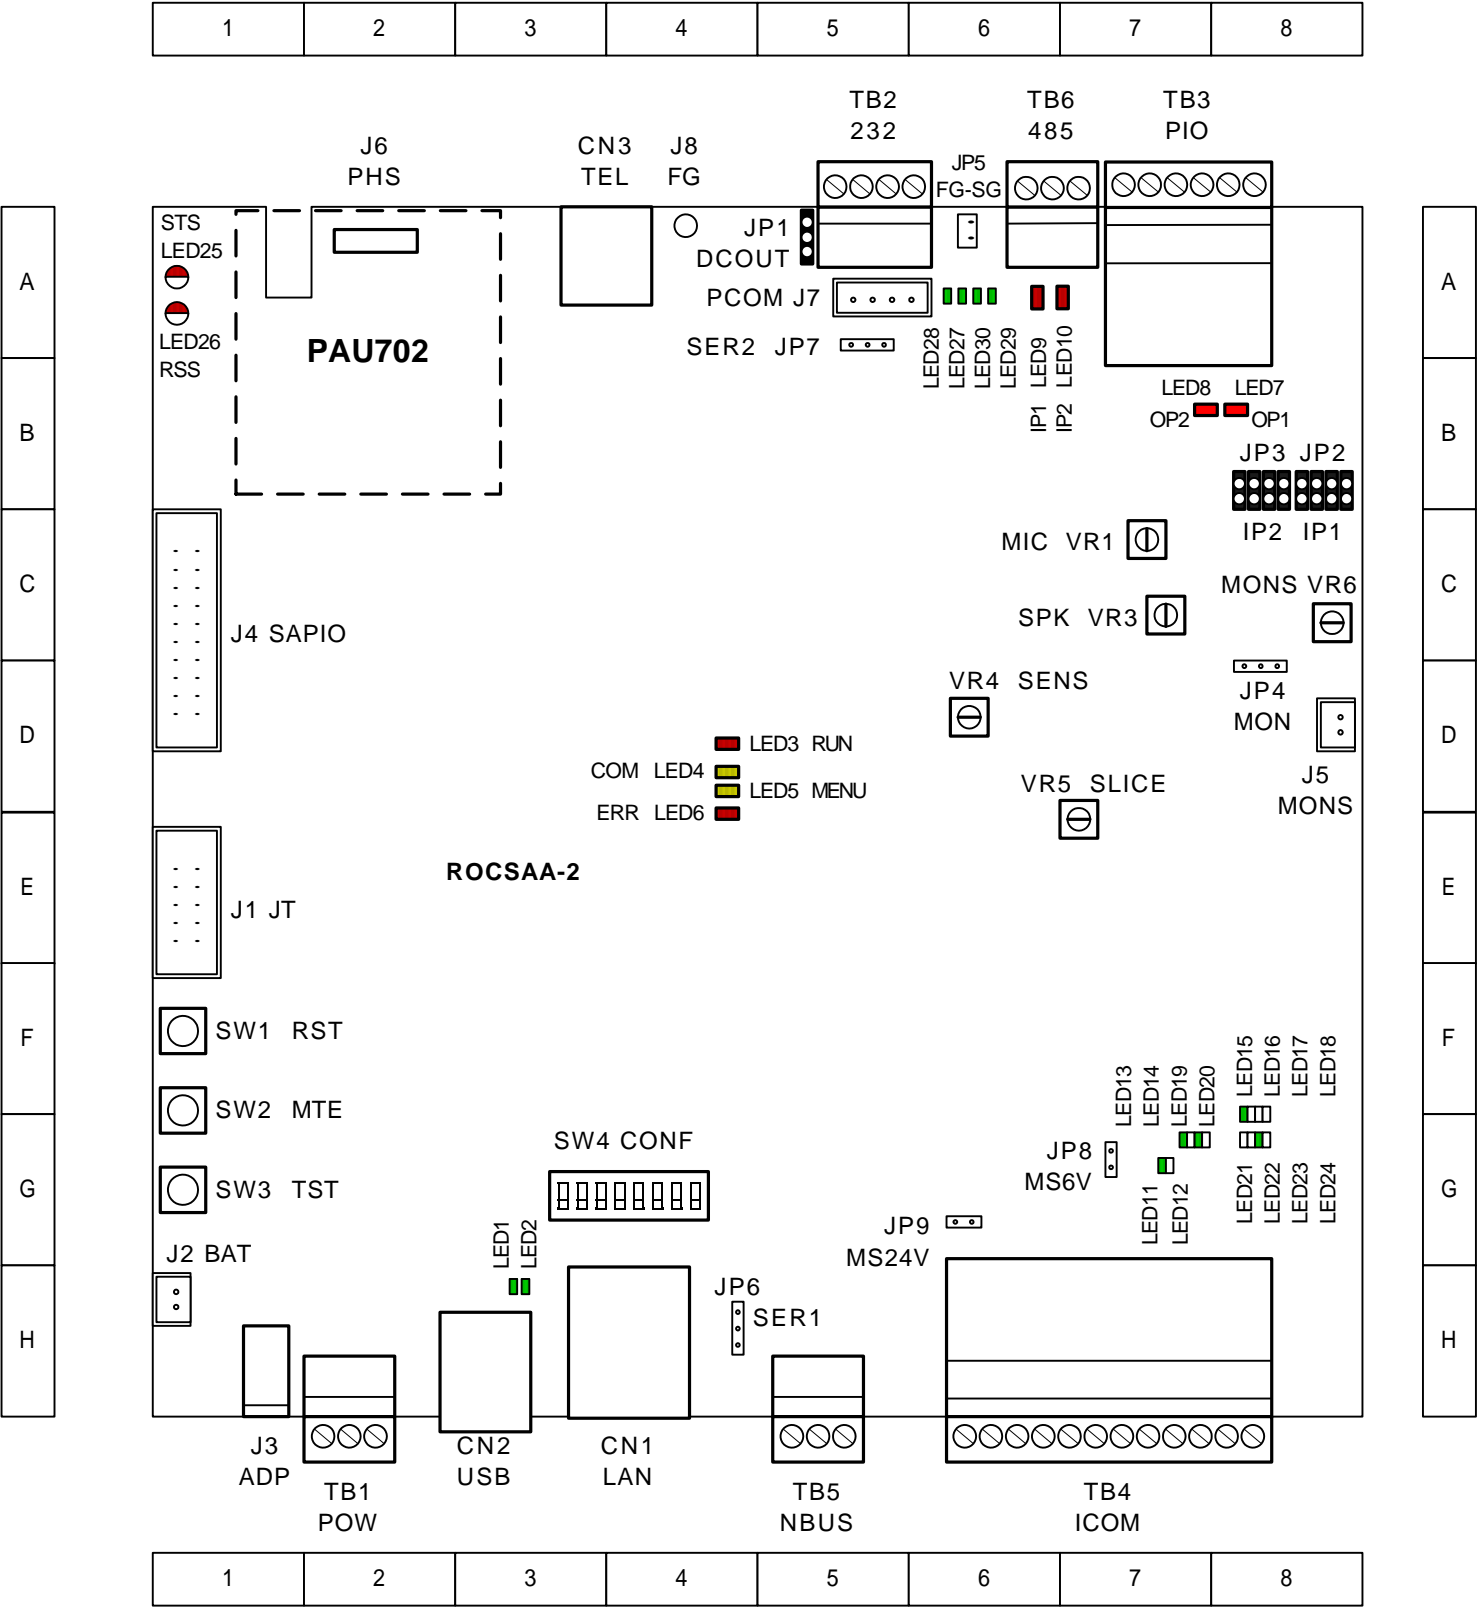 1 2 3 4 5 6 7 8
TB2 TB6 TB3
232 485 PIO
J6 CN3 J8
PHS TEL FG
JP5
FG-SG
STS
LED25
JP1
DCOUT
A A
PCOM J7
LED26
RSS
PAU702
SER2 JP7
LED28
LED27
LED30
LED29
LED9
LED10
IP1
IP2
LED8 LED7
OP2 OP1
B B
JP3 JP2
IP2 IP1
MIC VR1
C C
MONS VR6
SPK VR3
J4 SAPIO
VR4 SENS
JP4
MON
D D
LED3 RUN
COM LED4
LED5 MENU
ERR LED6
VR5 SLICE
J5
MONS
ROCSAA-2
E E
J1 JT
SW1 RST
F F
LED13
LED14
LED19
LED20
LED15
LED16
LED17
LED18
SW2 MTE
SW4 CONF
JP8
MS6V
SW3 TST
G G
LED11
LED12
LED21
LED22
LED23
LED24
LED1
LED2
JP9
MS24V
J2 BAT
JP6
SER1
H H
J3
ADP
CN2
USB
CN1
LAN
TB1
POW
TB5
NBUS
TB4
ICOM
1 2 3 4 5 6 7 8